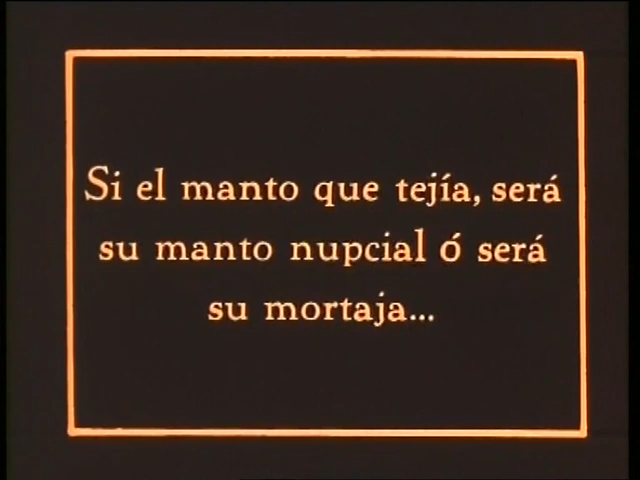 Si el manto que tejía, será
su manto nupcial ó será
su mortaja...